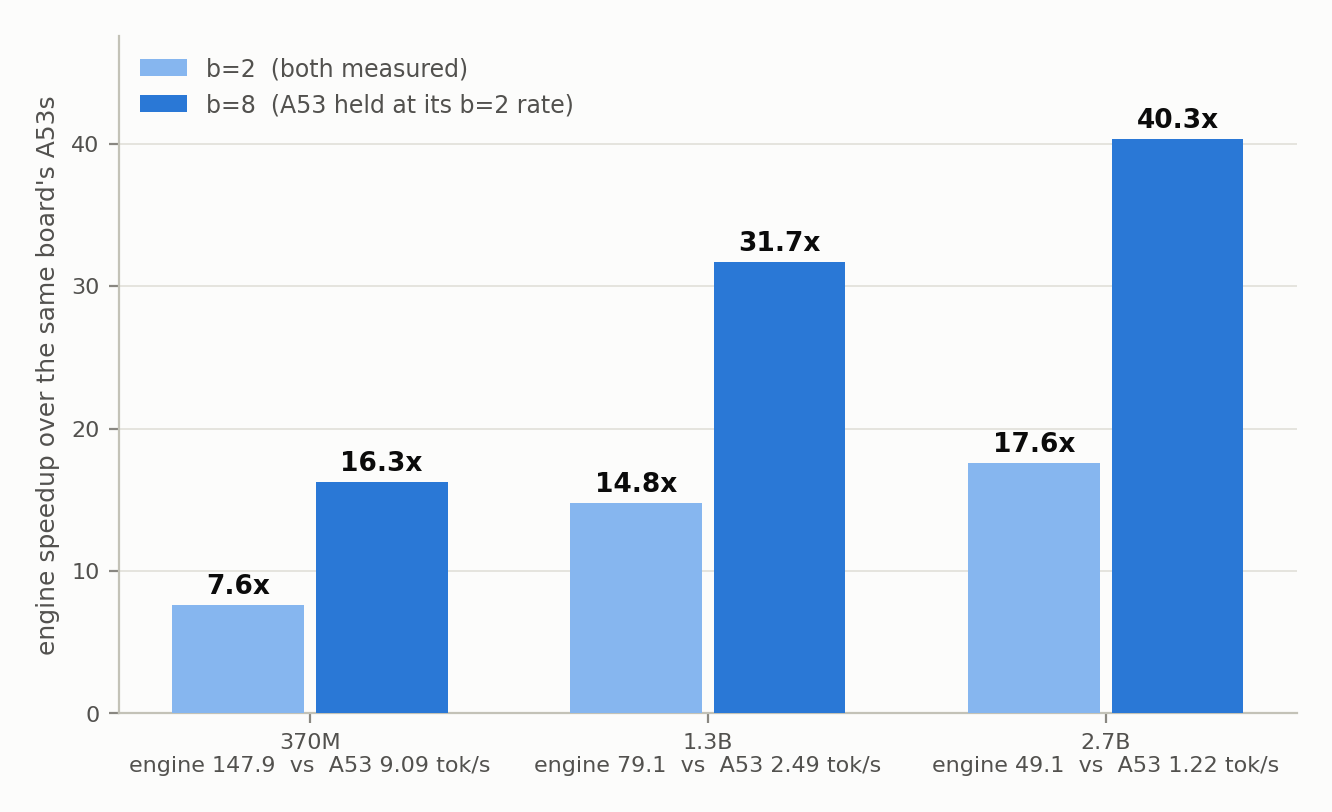 b=2  (both measured)
b=8  (A53 held at its b=2 rate)
engine speedup over the same board's A53s
40
30
20
10
0
7.6x
16.3x
14.8x
31.7x
17.6x
40.3x
370M
engine 147.9  vs  A53 9.09 tok/s
1.3B
engine 79.1  vs  A53 2.49 tok/s
2.7B
engine 49.1  vs  A53 1.22 tok/s